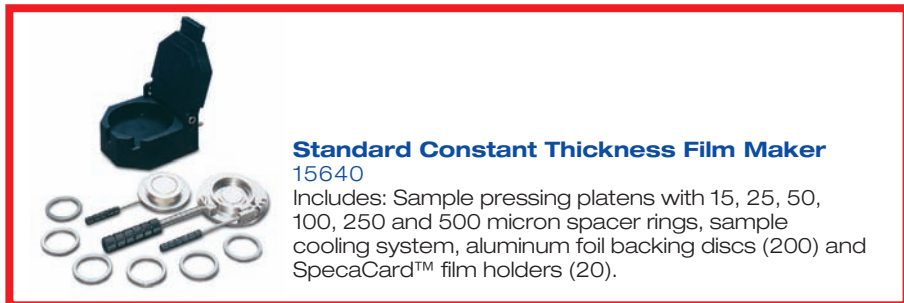 Standard Constant Thickness Film Maker
15640
Includes: Sample pressing platens with 15, 25, 50,
100, 250 and 500 micron spacer rings, sample
cooling system, aluminum foil backing discs (200) and
SpecaCard™ film holders (20).